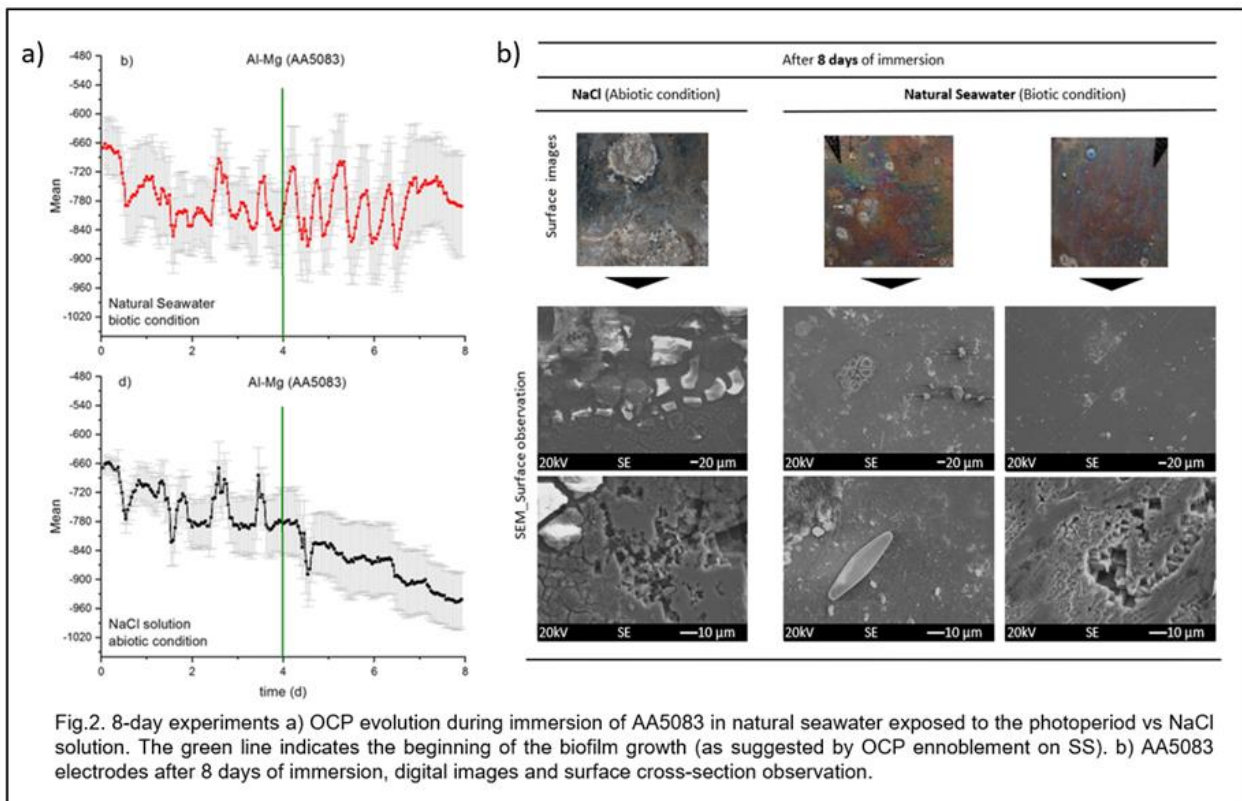 a)
-480
-540
-600
-660
-720
-780
-840
-900
-960
-1020
Mean
b)
Al-Mg (AA5083)
Natural Seawater
biotic condition
0
2
4
6
8
-480
-540
-600
-660
-720
-780
-840
-900
-960
-1020
Mean
d)
Al-Mg (AA5083)
NaCl solution
abiotic condition
0
2
4
6
8
time (d)
b)
After 8 days of immersion
NaCl (Abiotic condition)
Natural Seawater (Biotic condition)
Surface images
SEM_Surface observation
20kV SE 20 µm
20kV SE 20 µm
20kV SE 20 µm
20kV SE 10 µm
20kV SE 10 µm
20kV SE 10 µm
Fig.2. 8-day experiments a) OCP evolution during immersion of AA5083 in natural seawater exposed to the photoperiod vs NaCl
solution. The green line indicates the beginning of the biofilm growth (as suggested by OCP ennoblement on SS). b) AA5083
electrodes after 8 days of immersion, digital images and surface cross-section observation.